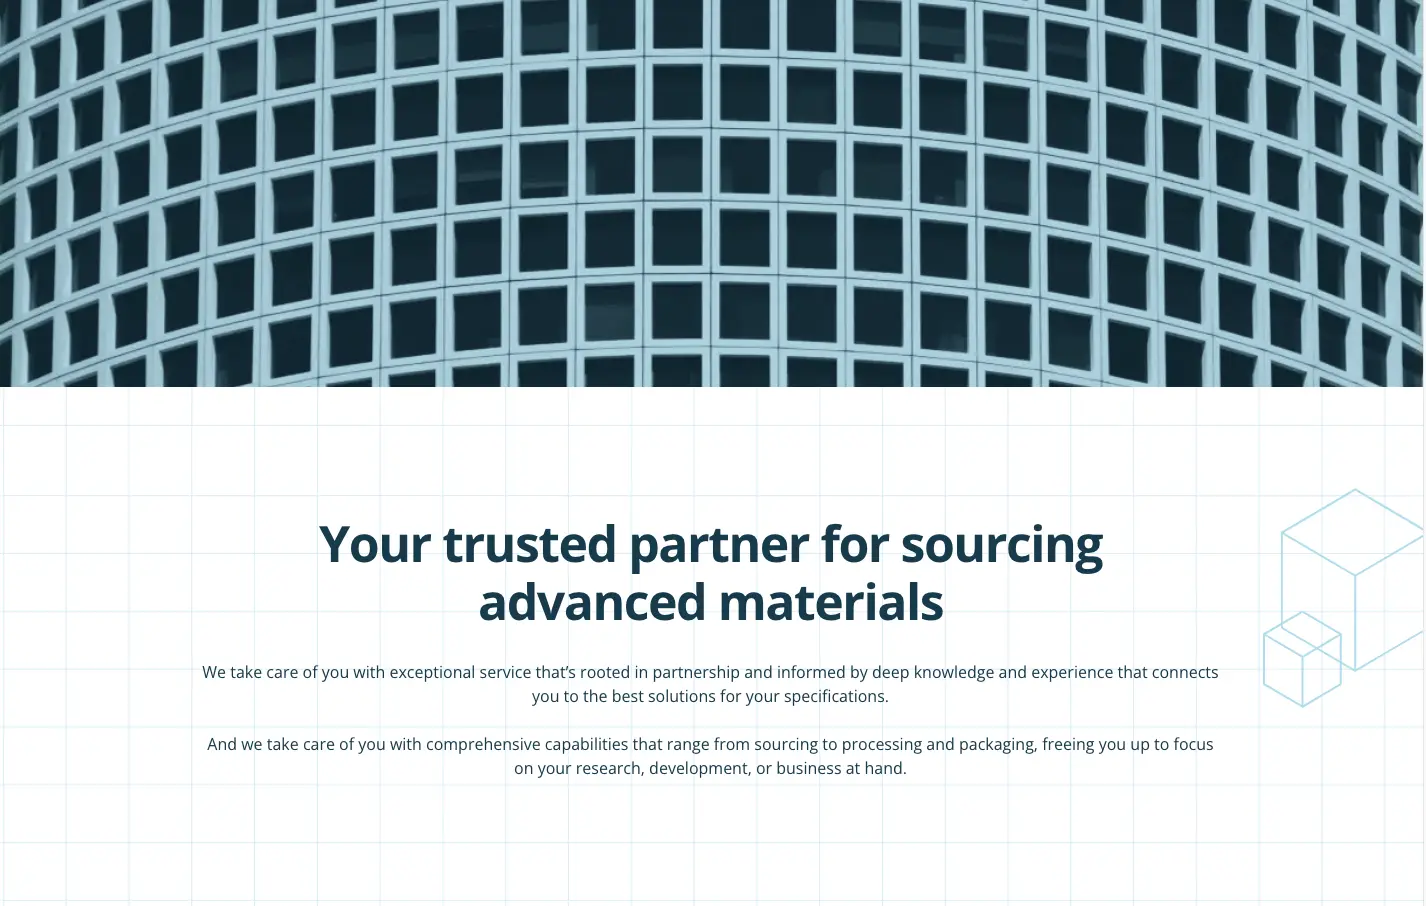 Your trusted partner for sourcing
advanced materials
We take care of you with exceptional service that’s rooted in partnership and informed by deep knowledge and experience that connects
you to the best solutions for your specifications.
And we take care of you with comprehensive capabilities that range from sourcing to processing and packaging, freeing you up to focus
on your research, development, or business at hand.